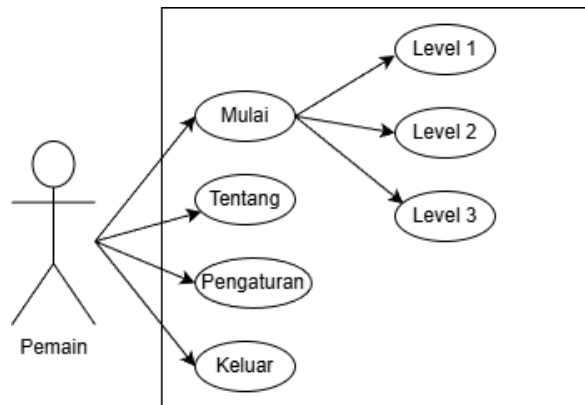 Level 1
Mulai
Level 2
Tentang
Level 3
Pengaturan
Pemain
Keluar